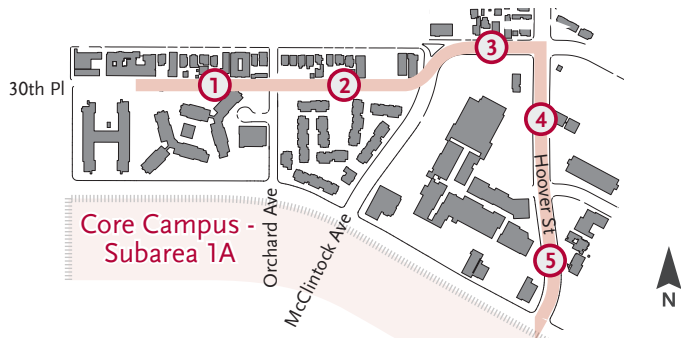 3
30th Pl
1
2
4
Hoover St
Core Campus -
Subarea 1A
Orchard Ave
McClintock Ave
5
N